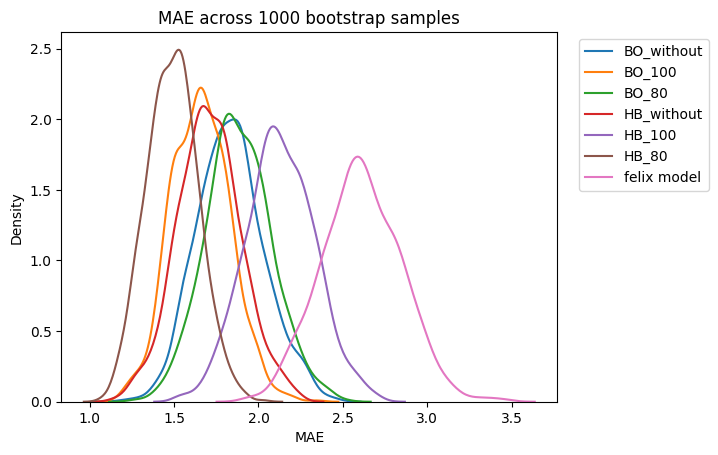 MAE across 1000 bootstrap samples
Density
2.5
2.0
1.5
1.0
0.5
0.0
1.0 1.5 2.0 2.5 3.0 3.5
MAE
BO_without
BO_100
BO_80
HB_without
HB_100
HB_80
felix model